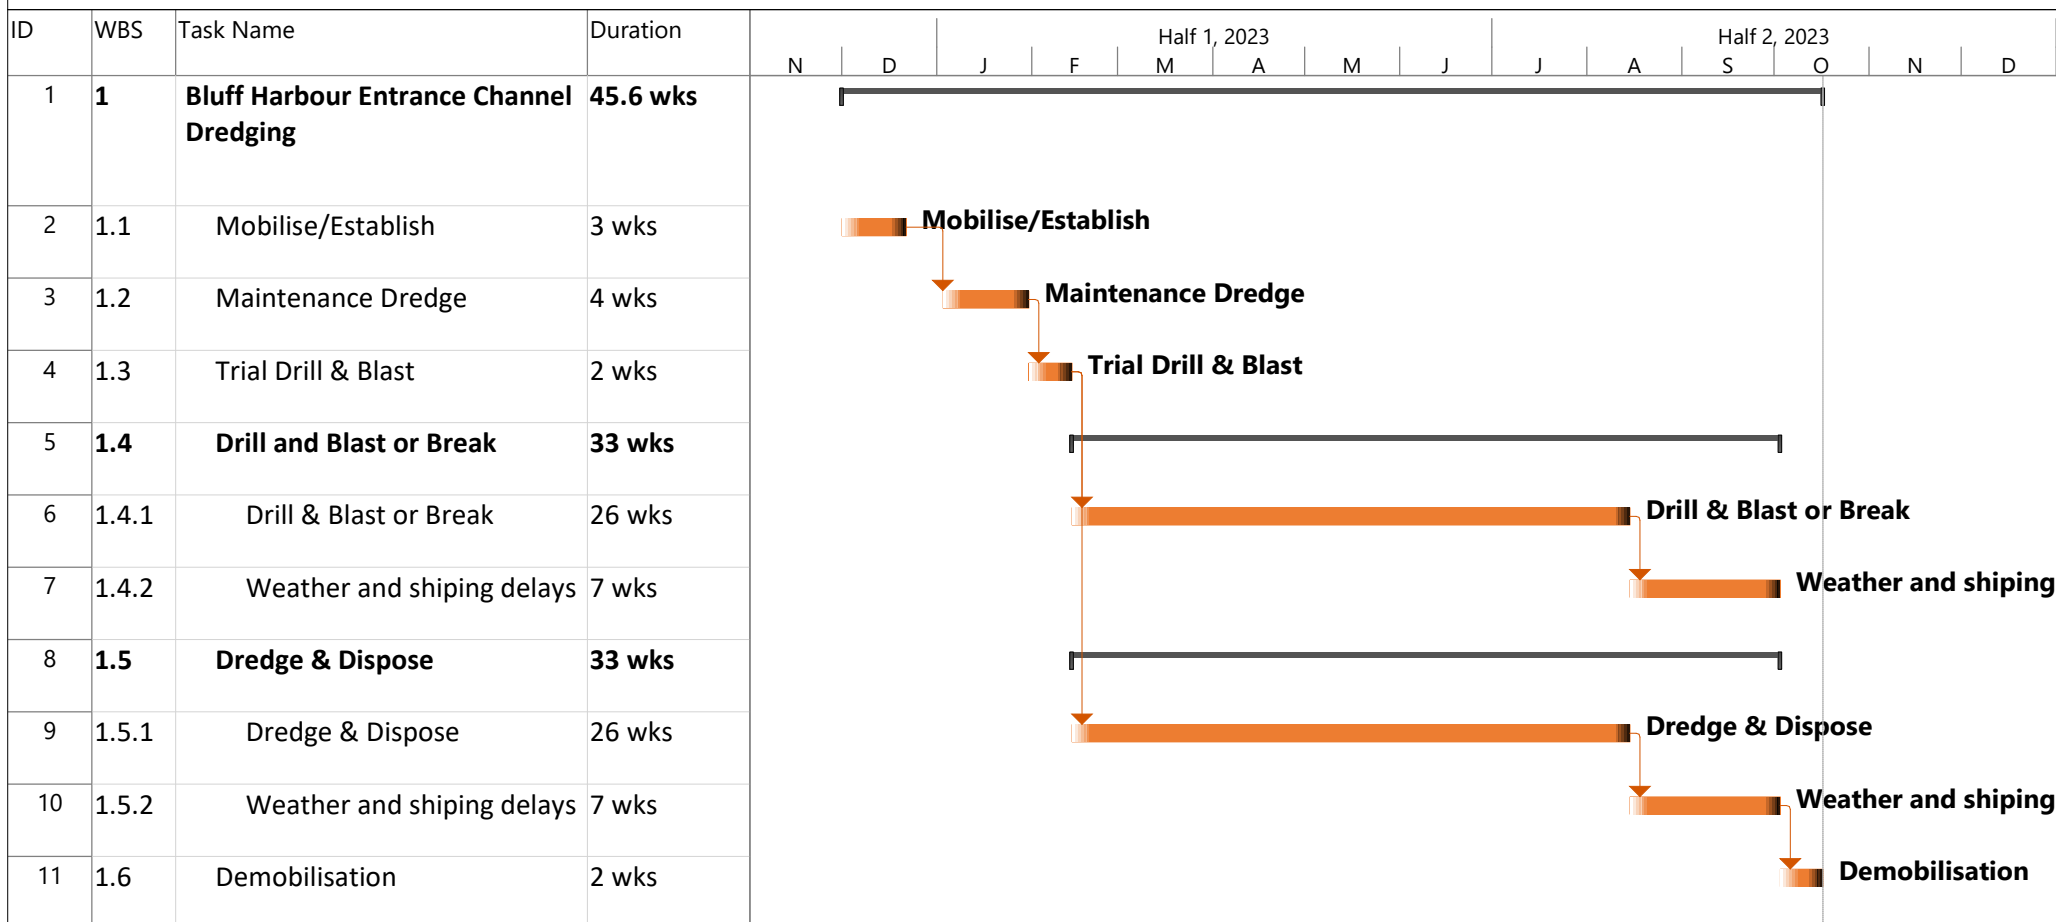 ID WBS Task Name Duration Half 1, 2023 Half 2, 2023
N D J F M A M J J A S O N D
1 1 Bluff Harbour Entrance Channel 45.6 wks
Dredging
2 1.1 Mobilise/Establish 3 wks Mobilise/Establish
3 1.2 Maintenance Dredge 4 wks Maintenance Dredge
4 1.3 Trial Drill & Blast 2 wks Trial Drill & Blast
5 1.4 Drill and Blast or Break 33 wks
6 1.4.1 Drill & Blast or Break 26 wks Drill & Blast or Break
7 1.4.2 Weather and shiping delays 7 wks Weather and shiping
8 1.5 Dredge & Dispose 33 wks
9 1.5.1 Dredge & Dispose 26 wks Dredge & Dispose
10 1.5.2 Weather and shiping delays 7 wks Weather and shiping
11 1.6 Demobilisation 2 wks Demobilisation